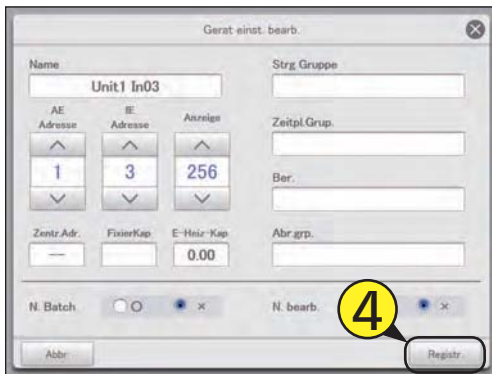 Gerat einst. bearb.
Name
Unit1 In03
Strg Gruppe
AE Adresse
IE Adresse
Anzeige
Zeitpl.Grup.
1
3
256
Ber.
Zentr.Adr.
FixierKap
E-Heiz-Kap
Abr.grp.
---
0.00
N. Batch
O
×
N. bearb.
4
×
Abbr
Registr.